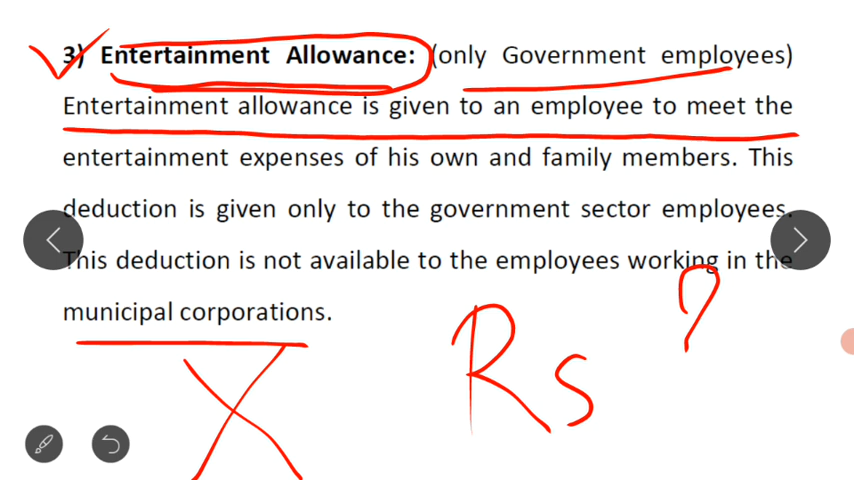 3) Entertainment Allowance: (only Government employees)
Entertainment allowance is given to an employee to meet the
entertainment expenses of his own and family members. This
deduction is given only to the government sector employees.
This deduction is not available to the employees working in the
municipal corporations.
Rs ?